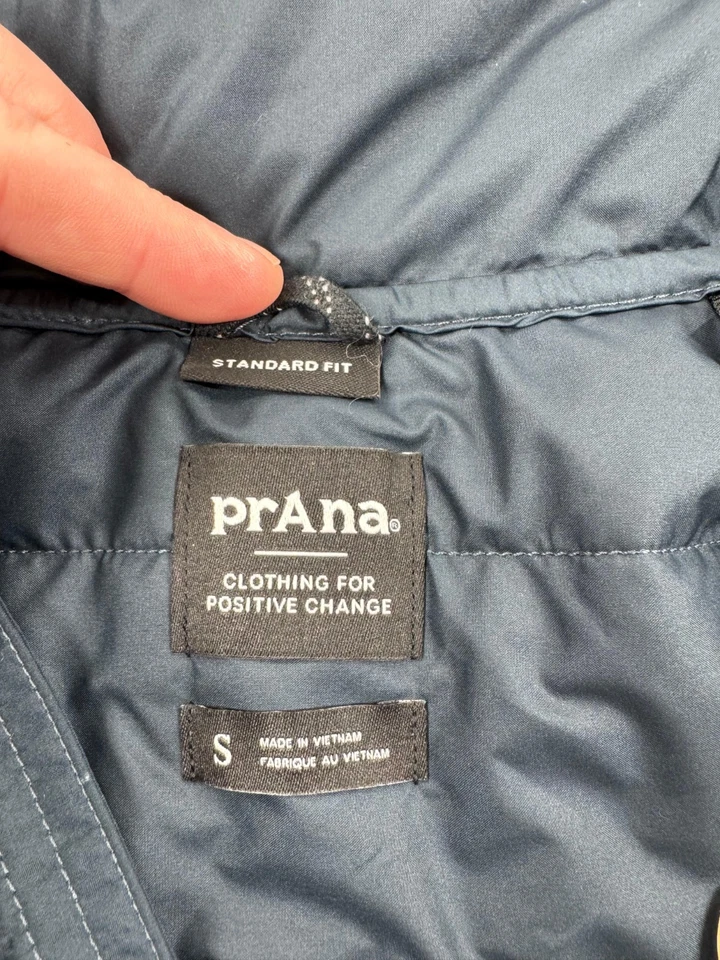 STANDARD FIT
prAna®
CLOTHING FOR
POSITIVE CHANGE
S
MADE IN VIETNAM
FABRIQUE AU VIETNAM